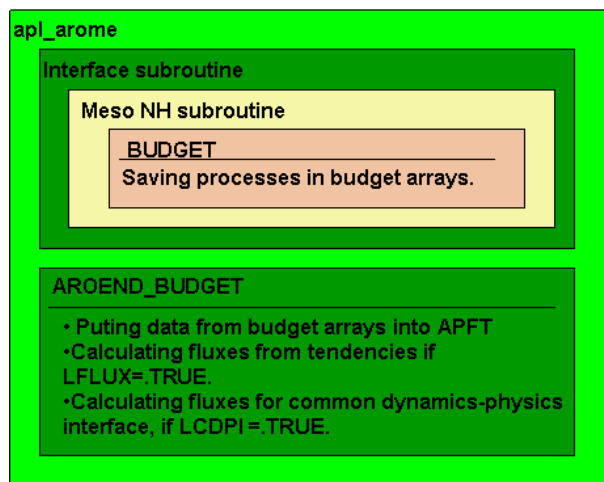 apl_arome
Interface subroutine
Meso NH subroutine
BUDGET
Saving processes in budget arrays.
AROEND_BUDGET
• Puting data from budget arrays into APFT
•Calculating fluxes from tendencies if
LFLUX=.TRUE.
•Calculating fluxes for common dynamics-physics
interface, if LCDPI =.TRUE.